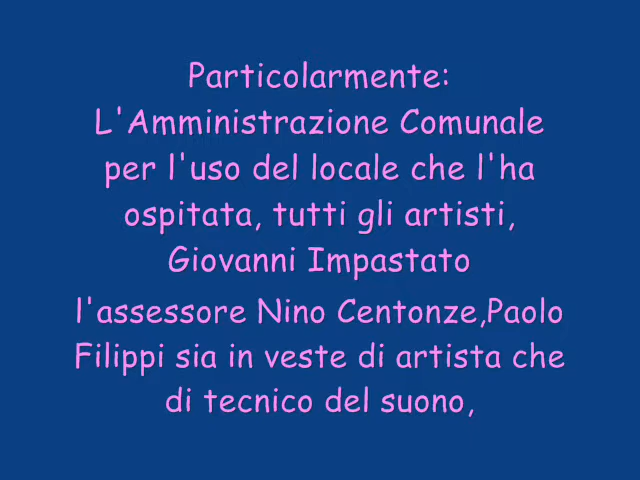 Particolarmente:
L'Amministrazione Comunale
per l'uso del locale che l'ha
ospitata, tutti gli artisti,
Giovanni Impastato
l'assessore Nino Centonze,Paolo
Filippi sia in veste di artista che
di tecnico del suono,